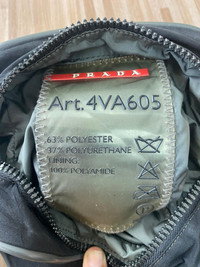 PRADA
Art. 4VA605
63% POLYESTER
37% POLYURETHANE
LINING:
100% POLYAMIDE